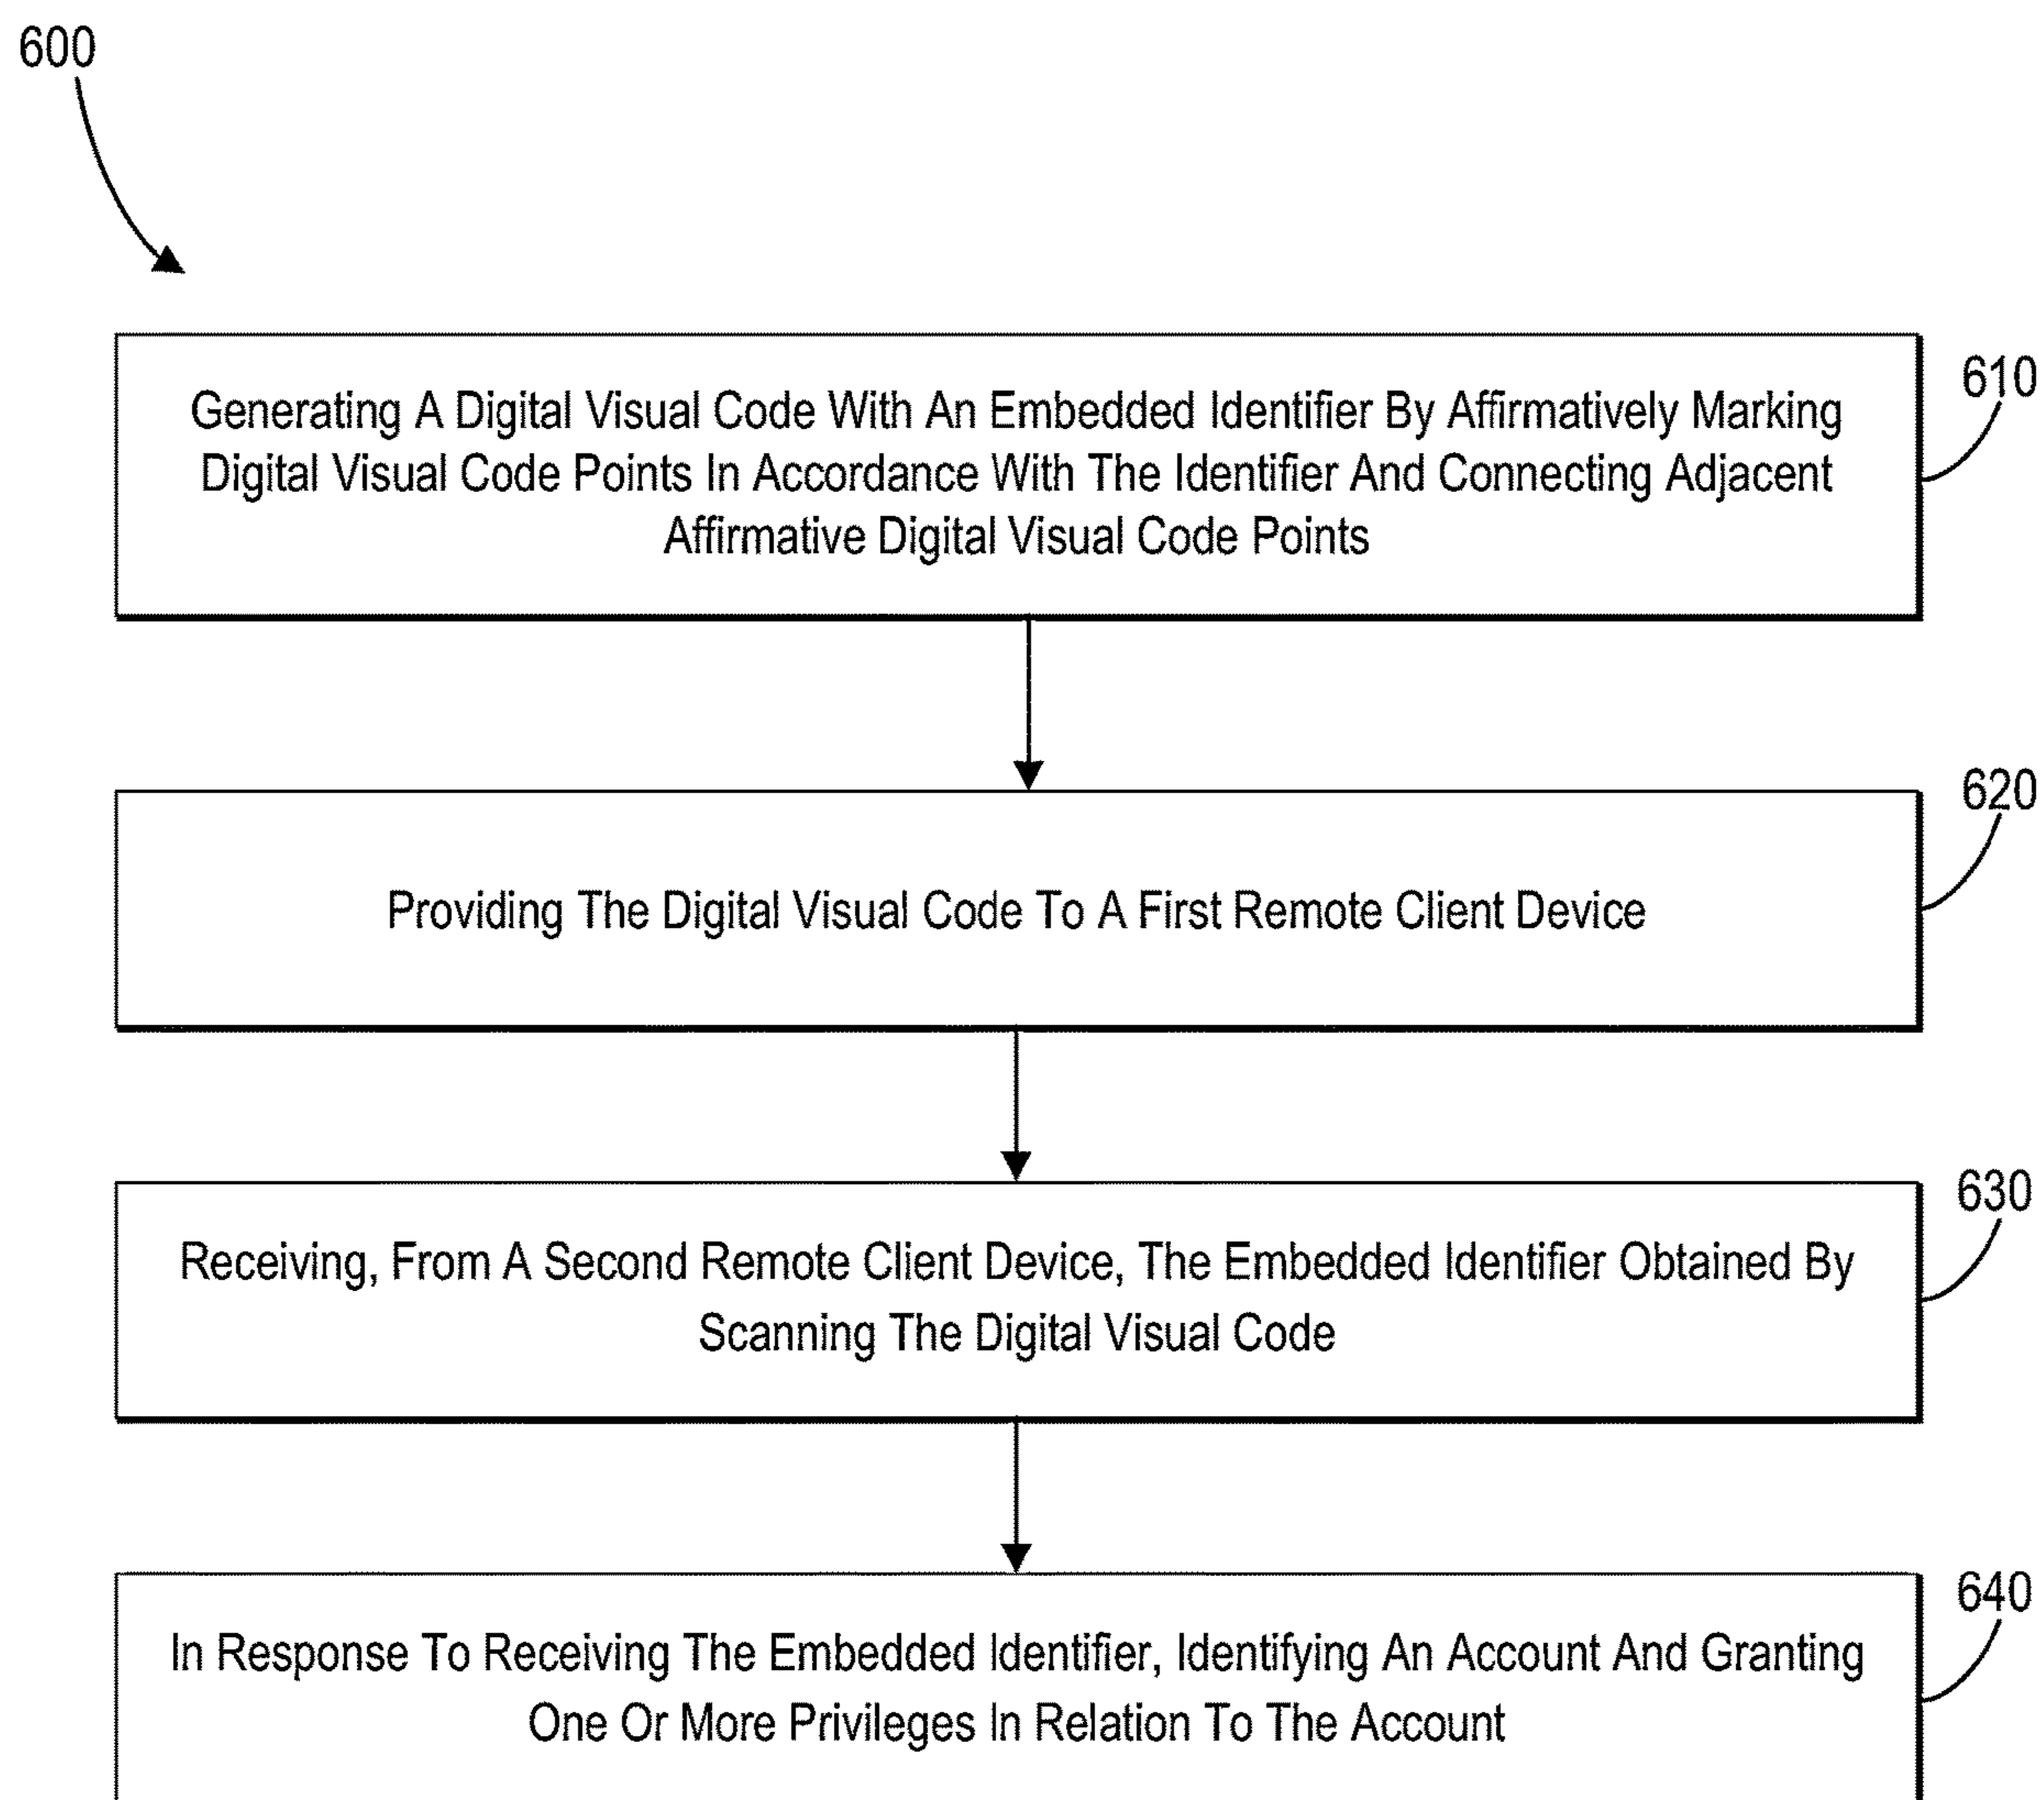 600
610
Generating A Digital Visual Code With An Embedded Identifier By Affirmatively Marking
Digital Visual Code Points In Accordance With The Identifier And Connecting Adjacent
Affirmative Digital Visual Code Points
620
Providing The Digital Visual Code To A First Remote Client Device
630
Receiving, From A Second Remote Client Device, The Embedded Identifier Obtained By
Scanning The Digital Visual Code
640
In Response To Receiving The Embedded Identifier, Identifying An Account And Granting
One Or More Privileges In Relation To The Account